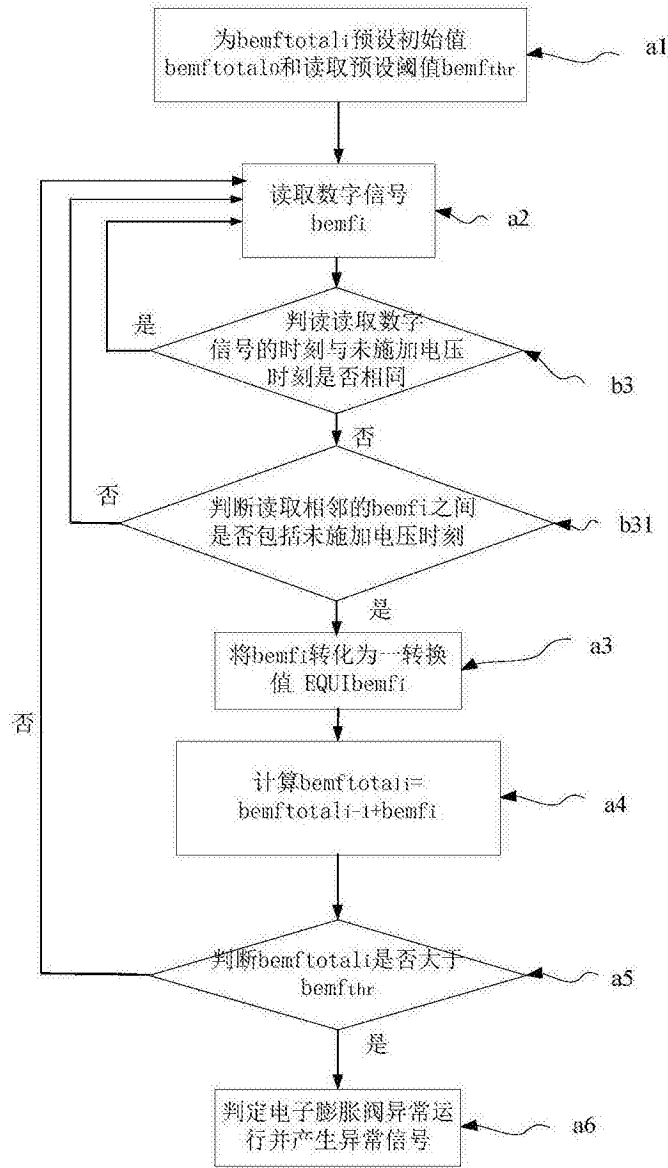 为bemftotali预设初始值
bemftotal0和读取预设阈值bemfthr
a1
读取数字信号
bemfi
a2
是
判读读取数字
信号的时刻与未施加电压
时刻是否相同
b3
否
否
判断读取相邻的bemfi之间
是否包括未施加电压时刻
b31
是
将bemfi转化为一转换
值 EQUIbemfi
a3
否
计算bemftotali=
bemftotali-1+bemfi
a4
判断bemftotali是否大于
bemfthr
a5
是
判定电子膨胀阀异常运
行并产生异常信号
a6